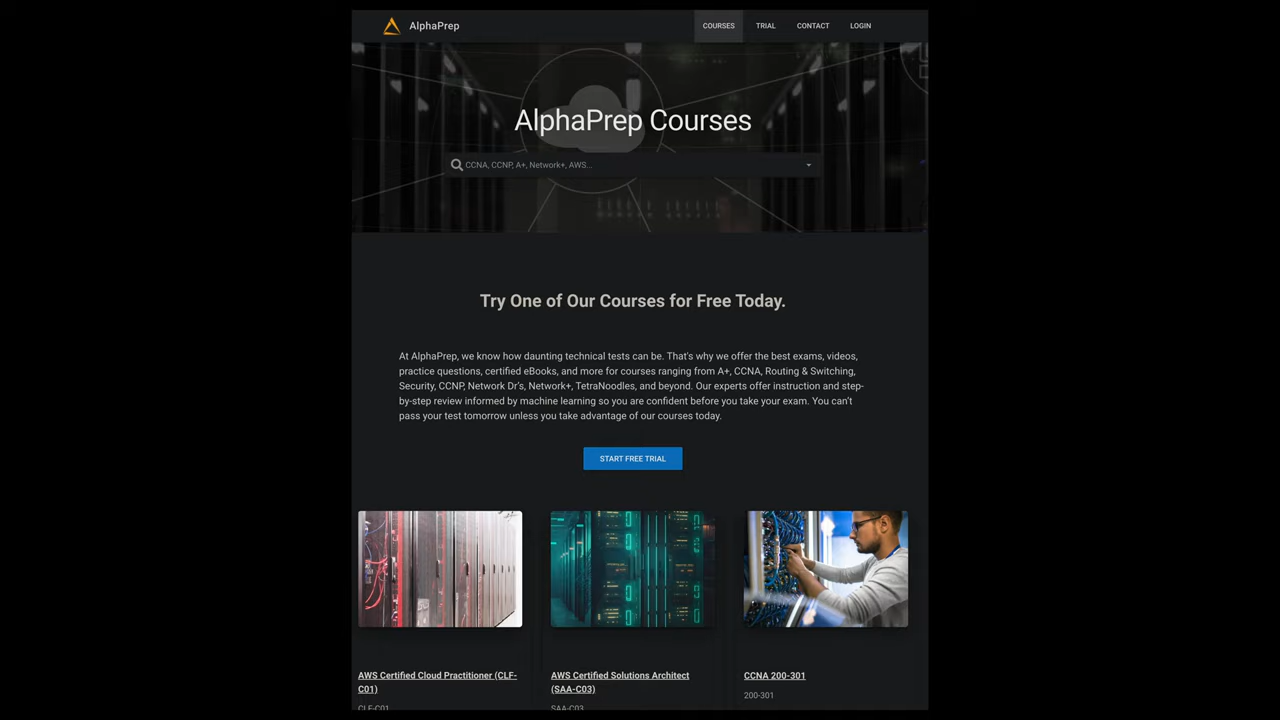 AlphaPrep
COURSES
TRIAL
CONTACT
LOGIN
AlphaPrep Courses
CCNA, CCNP, A+, Network+, AWS...
Try One of Our Courses for Free Today.
At AlphaPrep, we know how daunting technical tests can be. That's why we offer the best exams, videos,
practice questions, certified eBooks, and more for courses ranging from A+, CCNA, Routing & Switching,
Security, CCNP, Network Dr's, Network+, TetraNoodles, and beyond. Our experts offer instruction and step-
by-step review informed by machine learning so you are confident before you take your exam. You can't
pass your test tomorrow unless you take advantage of our courses today.
START FREE TRIAL
AWS Certified Cloud Practitioner (CLF-
C01)
CLF-C01
AWS Certified Solutions Architect
(SAA-C03)
SAA-C03
CCNA 200-301
200-301